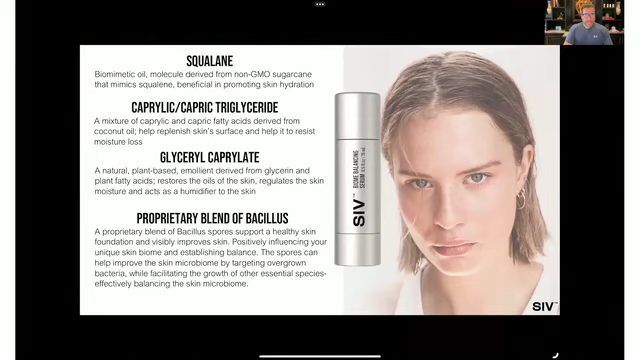 SQUALANE
Biomimetic oil, molecule derived from non-GMO sugarcane
that mimics squalene, beneficial in promoting skin hydration
CAPRYLIC/CAPRIC TRIGLYCERIDE
A mixture of caprylic and capric fatty acids derived from
coconut oil; help replenish skin's surface and help it to resist
moisture loss
GLYCERYL CAPRYLATE
A natural, plant-based, emollient derived from glycerin and
plant fatty acids; restores the oils of the skin, regulates the skin
moisture and acts as a humidifier to the skin
PROPRIETARY BLEND OF BACILLUS
A proprietary blend of Bacillus spores support a healthy skin
foundation and visibly improves skin. Positively influencing your
unique skin biome and establishing balance. The spores can
help improve the skin microbiome by targeting overgrown
bacteria, while facilitating the growth of other essential species-
effectively balancing the skin microbiome.
SIV™
BIOME BALANCING
SERUM
SIV™